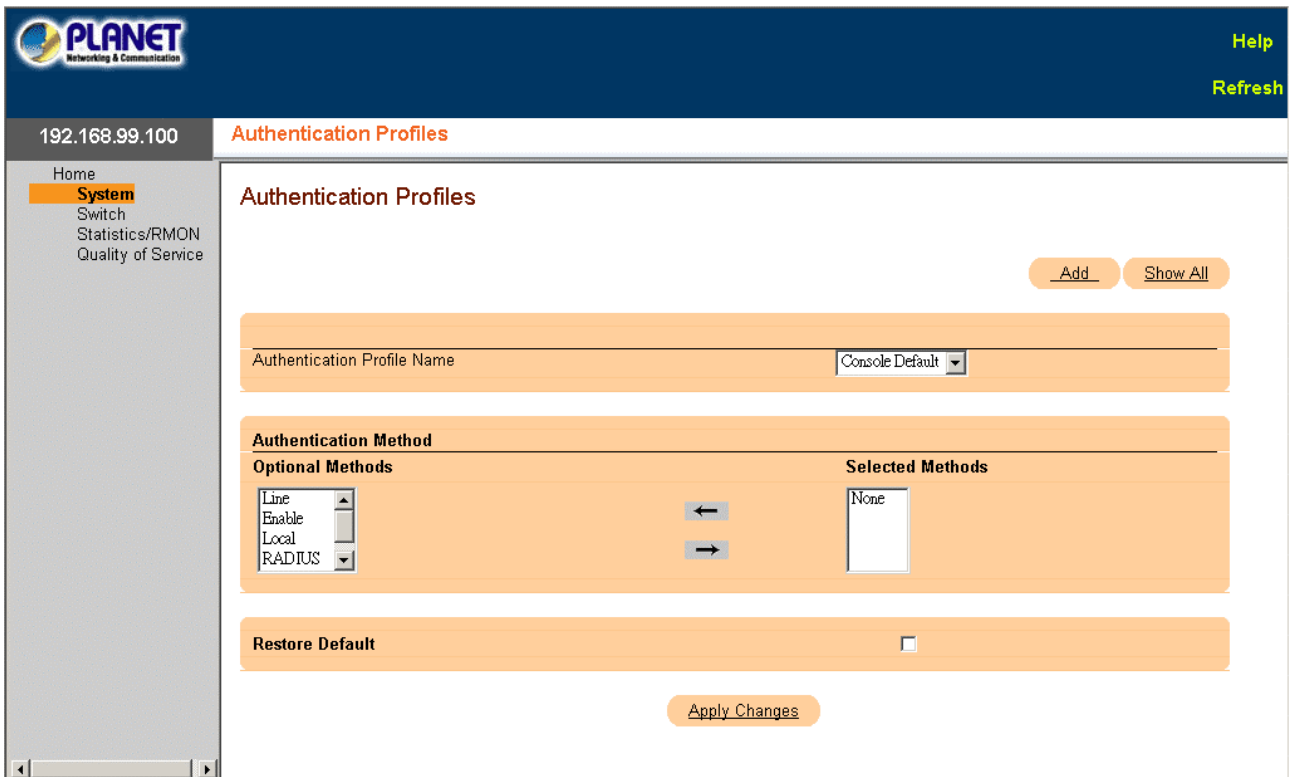 PLANET
Networking & Communication
Help
Refresh
192.168.99.100
Authentication Profiles
Home
System
Switch
Statistics/RMON
Quality of Service
Authentication Profiles
Add
Show All
Authentication Profile Name
Console Default
Authentication Method
Optional Methods
Selected Methods
Line
Enable
Local
RADIUS
None
Restore Default
Apply Changes